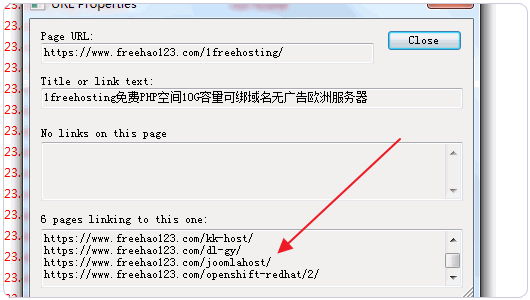 URL Properties
Page URL:
Close
https://www.freehao123.com/1freehosting/
Title or link text:
1freehosting免费PHP空间10G容量可绑域名无广告欧洲服务器
No links on this page
6 pages linking to this one:
https://www.freehao123.com/kk-host/
https://www.freehao123.com/dl-gy/
https://www.freehao123.com/joomlahost/
https://www.freehao123.com/openshift-redhat/2/
23.
23.
23.
23.
23.
23.
23.
23.
23.
23.
23.
23.
23.